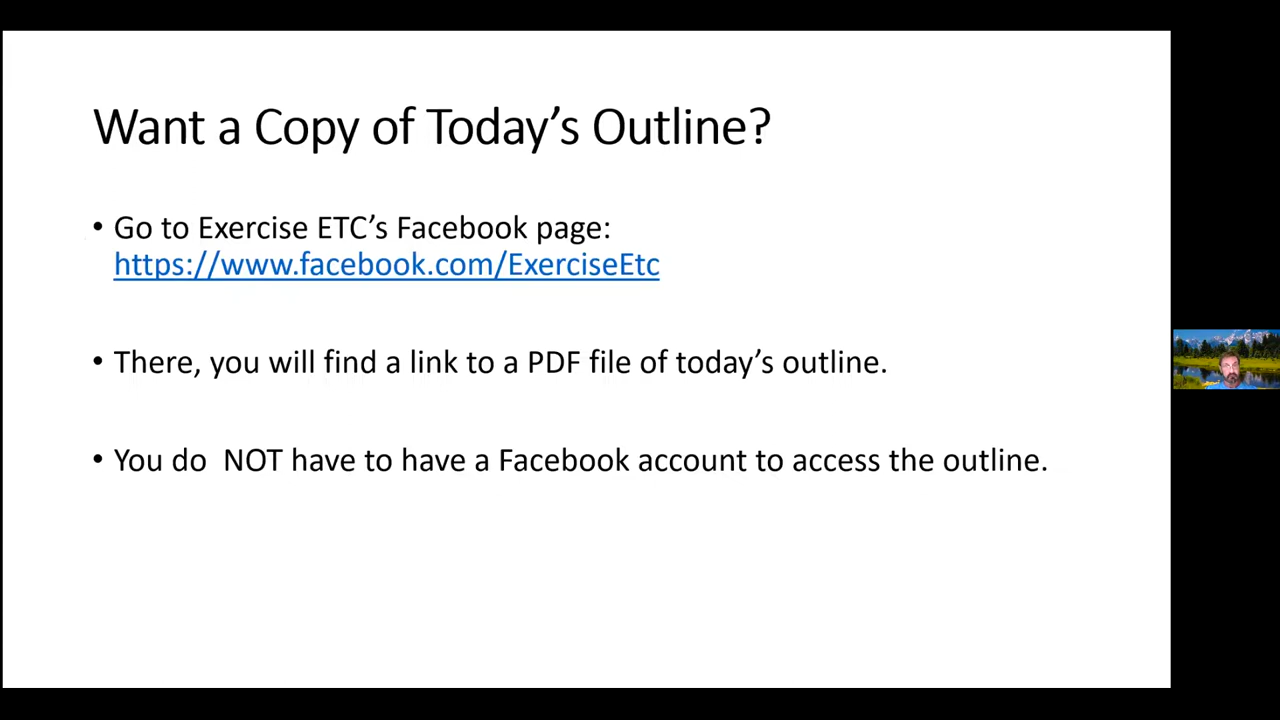 Want a Copy of Today’s Outline?
• Go to Exercise ETC’s Facebook page:
https://www.facebook.com/ExerciseEtc
• There, you will find a link to a PDF file of today’s outline.
• You do  NOT have to have a Facebook account to access the outline.